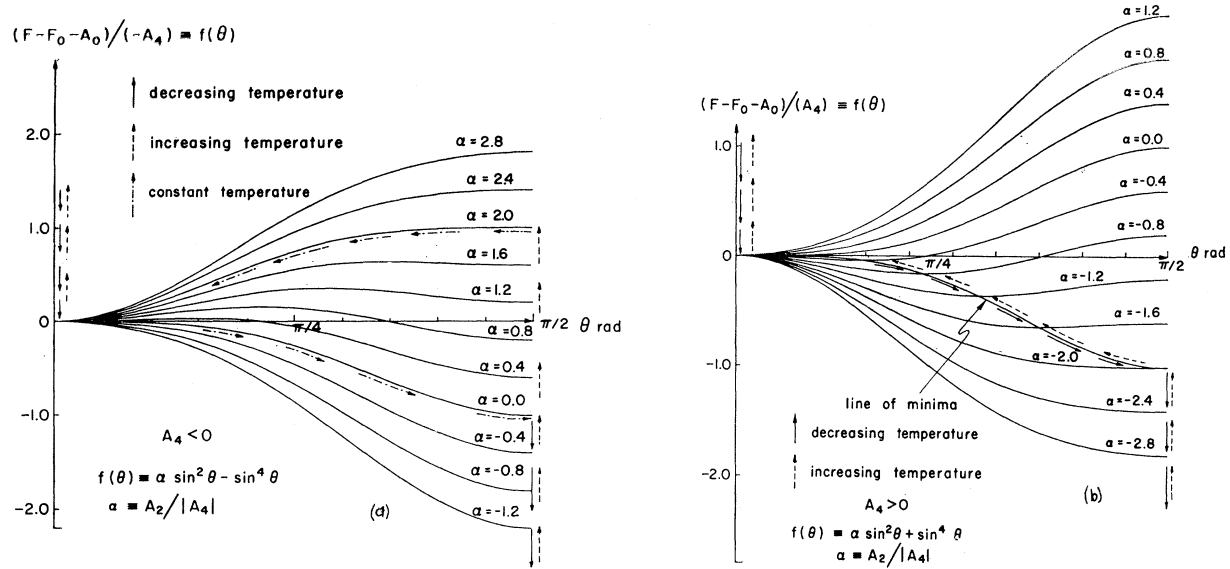 (F-F₀-A₀)/(-A₄) ≡ f(θ)
decreasing temperature
increasing temperature
constant temperature
2.0
1.0
0
-1.0
-2.0
α = 2.8
α = 2.4
α = 2.0
α = 1.6
α = 1.2
α = 0.8
α = 0.4
α = 0.0
α = -0.4
α = -0.8
α = -1.2
π/4
π/2 θ rad
A₄ < 0
f(θ) ≡ α sin²θ - sin⁴ θ
α ≡ A₂/|A₄|
(a)
(F-F₀-A₀)/(A₄) ≡ f(θ)
1.0
0
-1.0
-2.0
α = 1.2
α = 0.8
α = 0.4
α = 0.0
α = -0.4
α = -0.8
α = -1.2
α = -1.6
α = -2.0
α = -2.4
α = -2.8
π/4
θ rad
π/2
line of minima
decreasing temperature
increasing temperature
A₄ > 0
f(θ) ≡ α sin²θ + sin⁴ θ
α ≡ A₂/|A₄|
(b)